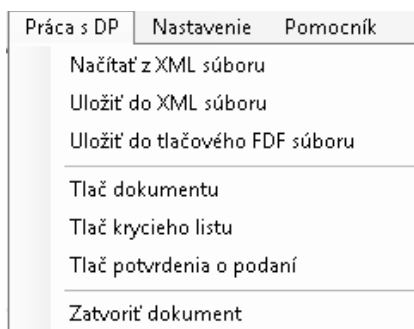 Práca s DP Nastavenie Pomocník
Načítať z XML súboru
Uložiť do XML súboru
Uložiť do tlačového FDF súboru
Tlač dokumentu
Tlač krycieho listu
Tlač potvrdenia o podaní
Zatvoriť dokument